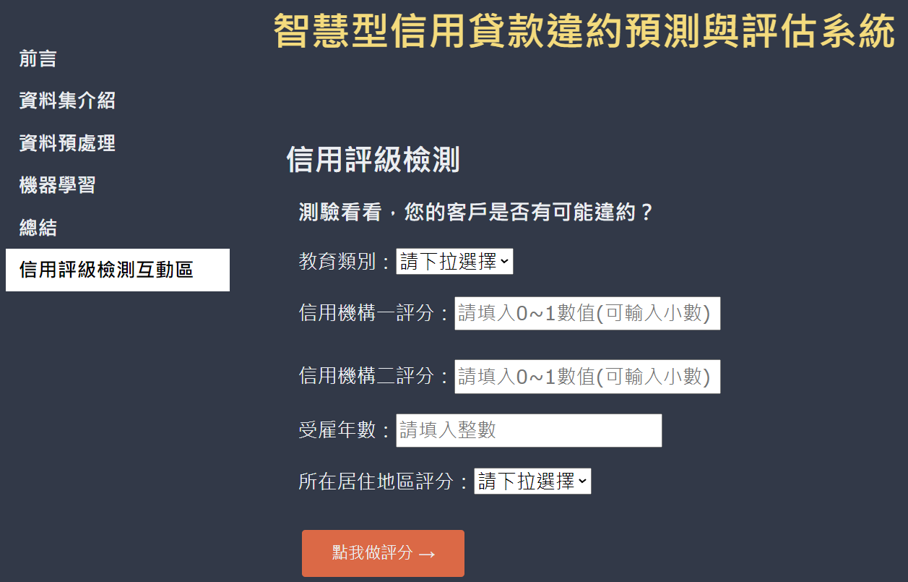 智慧型信用貸款違約預測與評估系統
前言
資料集介紹
資料預處理
機器學習
總結
信用評級檢測互動區
信用評級檢測
測驗看看，您的客戶是否有可能違約？
教育類別：請下拉選擇
信用機構一評分：請填入0~1數值(可輸入小數)
信用機構二評分：請填入0~1數值(可輸入小數)
受雇年數：請填入整數
所在居住地區評分：請下拉選擇
點我做評分 →